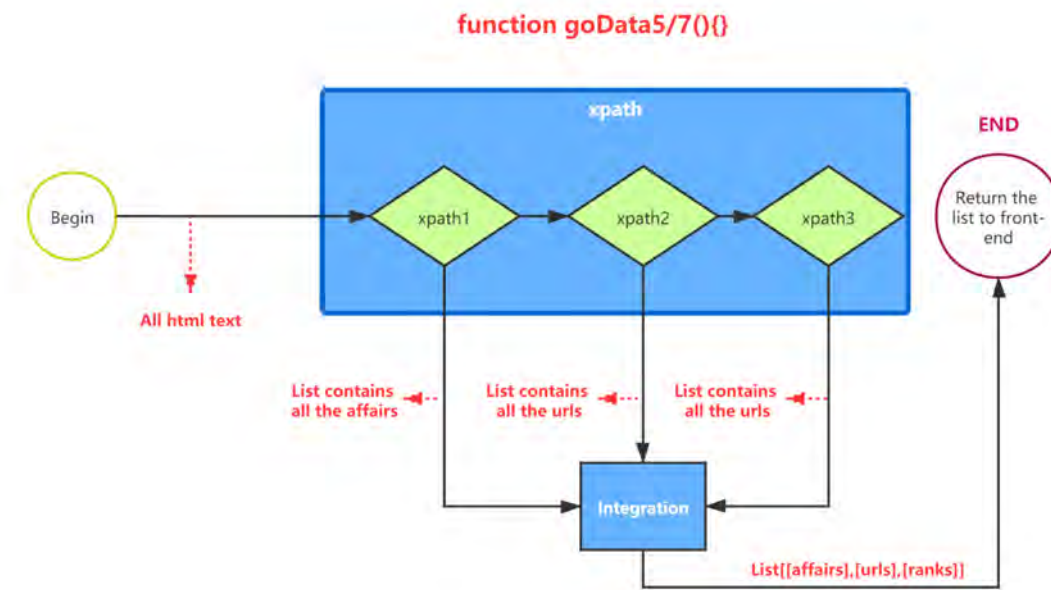 function goData5/7(){}
xpath
END
Begin
xpath1
xpath2
xpath3
Return the
list to front-
end
All html text
List contains
all the affairs
List contains
all the urls
List contains
all the urls
Integration
List[[affairs],[urls],[ranks]]